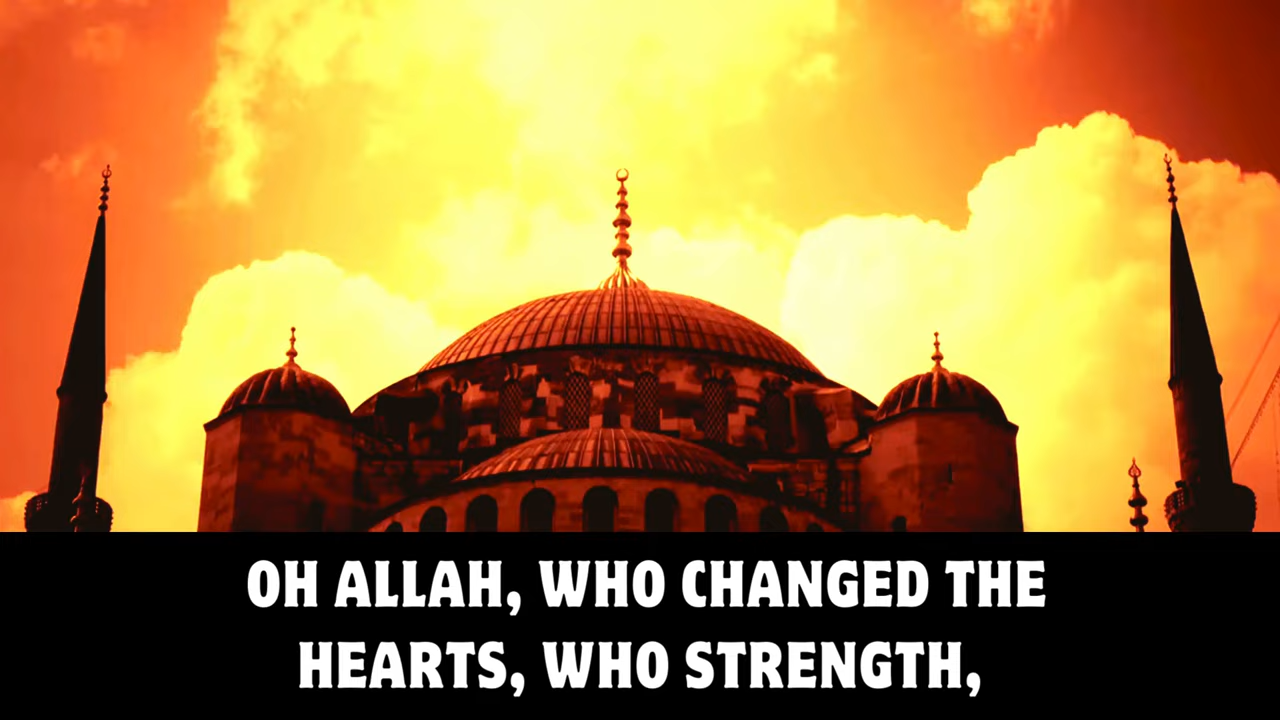 OH ALLAH, WHO CHANGED THE
HEARTS, WHO STRENGTH,